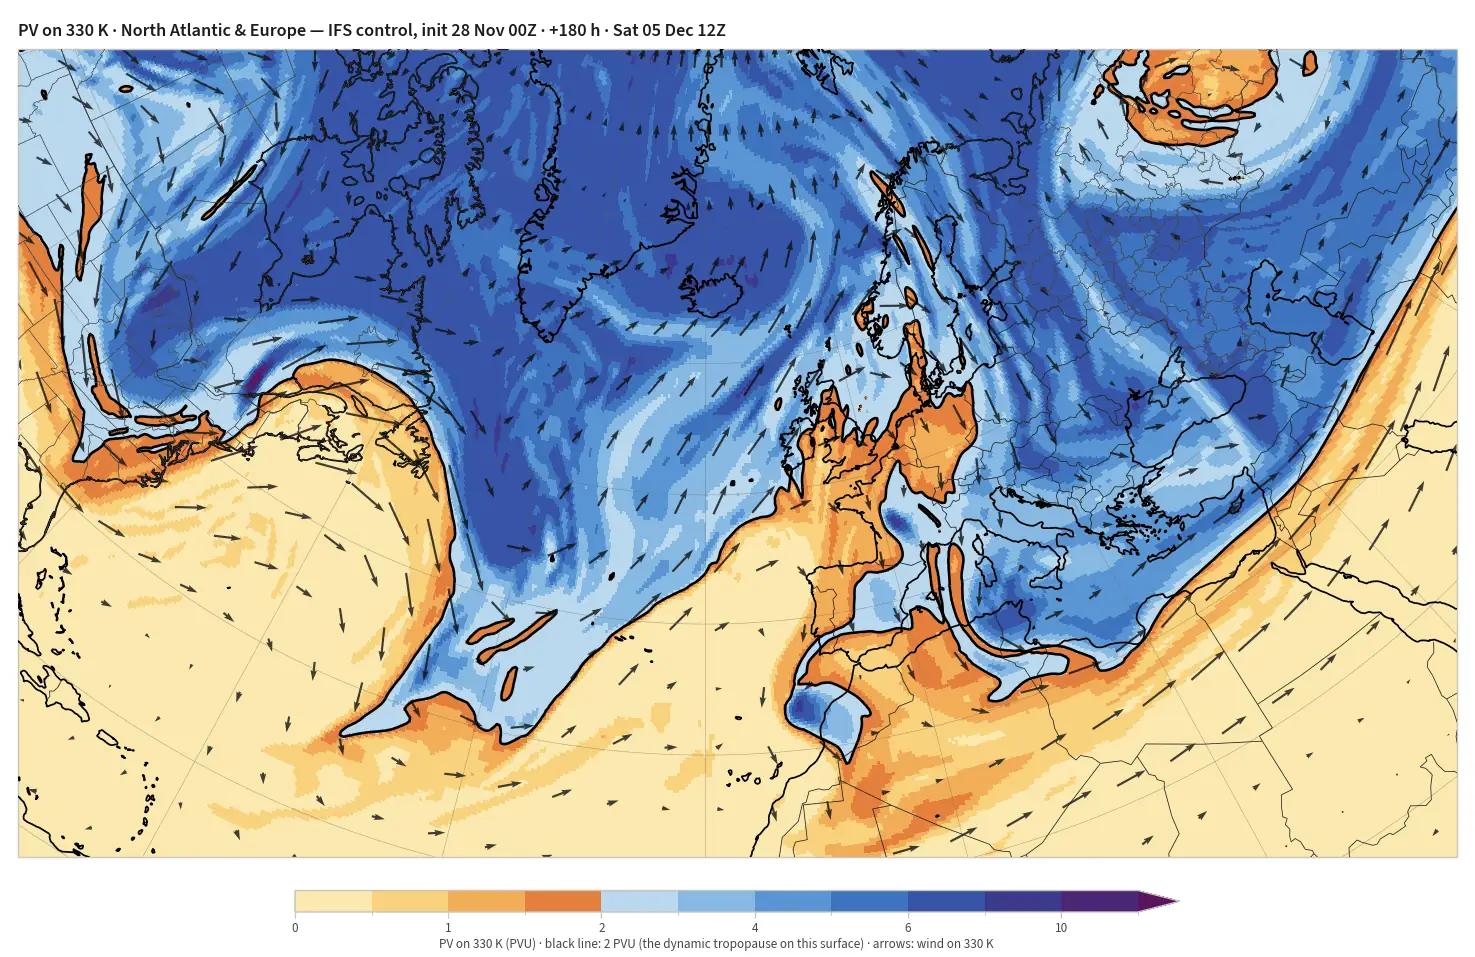 PV on 330 K · North Atlantic & Europe — IFS control, init 28 Nov 00Z · +180 h · Sat 05 Dec 12Z
0 1 2 4 6 10
PV on 330 K (PVU) · black line: 2 PVU (the dynamic tropopause on this surface) · arrows: wind on 330 K